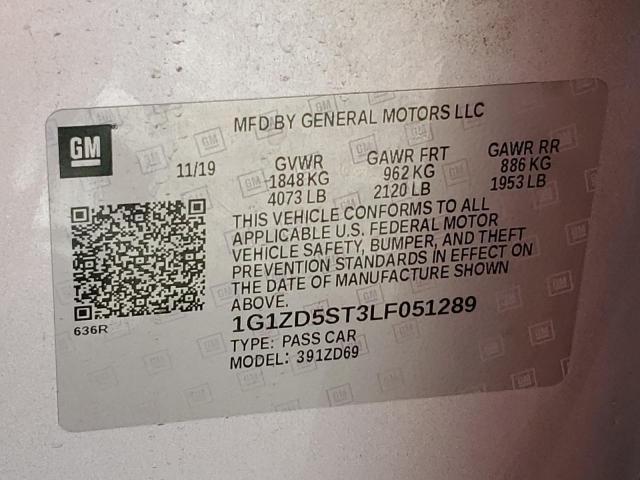 MFD BY GENERAL MOTORS LLC
GM
11/19
GVWR GAWR FRT GAWR RR
1848 KG 962 KG 886 KG
4073 LB 2120 LB 1953 LB
THIS VEHICLE CONFORMS TO ALL
APPLICABLE U.S. FEDERAL MOTOR
VEHICLE SAFETY, BUMPER, AND THEFT
PREVENTION STANDARDS IN EFFECT ON
THE DATE OF MANUFACTURE SHOWN
ABOVE.
1G1ZD5ST3LF051289
636R
TYPE: PASS CAR
MODEL: 391ZD69